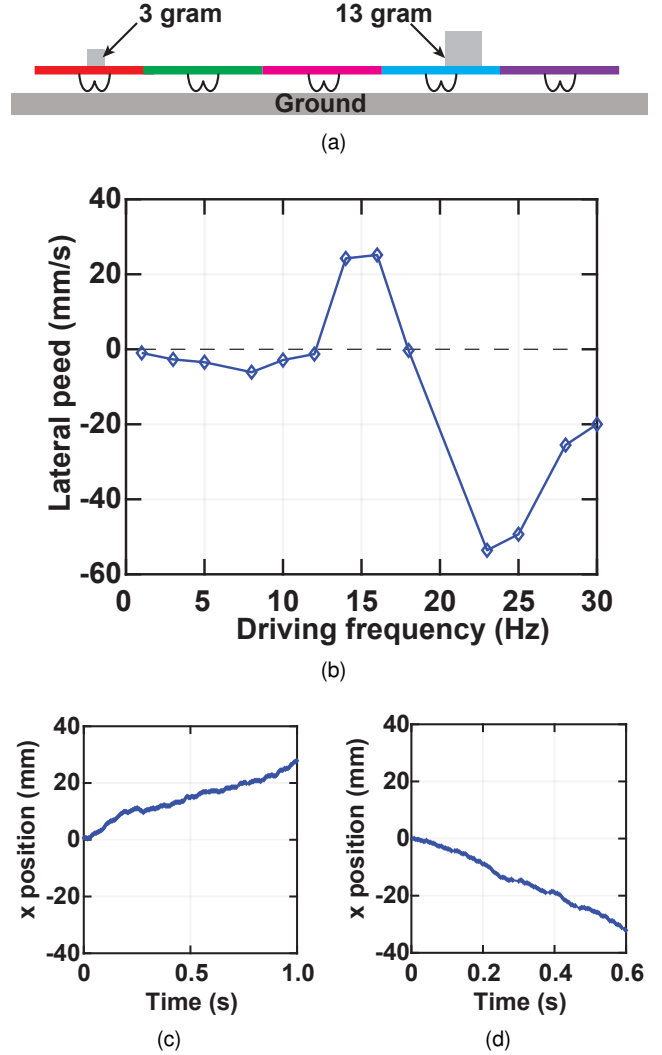 3 gram 13 gram
Ground
(a)
40
20
0
-20
-40
-60
Lateral peed (mm/s)
0 5 10 15 20 25 30
Driving frequency (Hz)
(b)
40
20
0
-20
-40
x position (mm)
0 0.5 1.0
Time (s)
(c)
40
20
0
-20
-40
x position (mm)
0 0.2 0.4 0.6
Time (s)
(d)